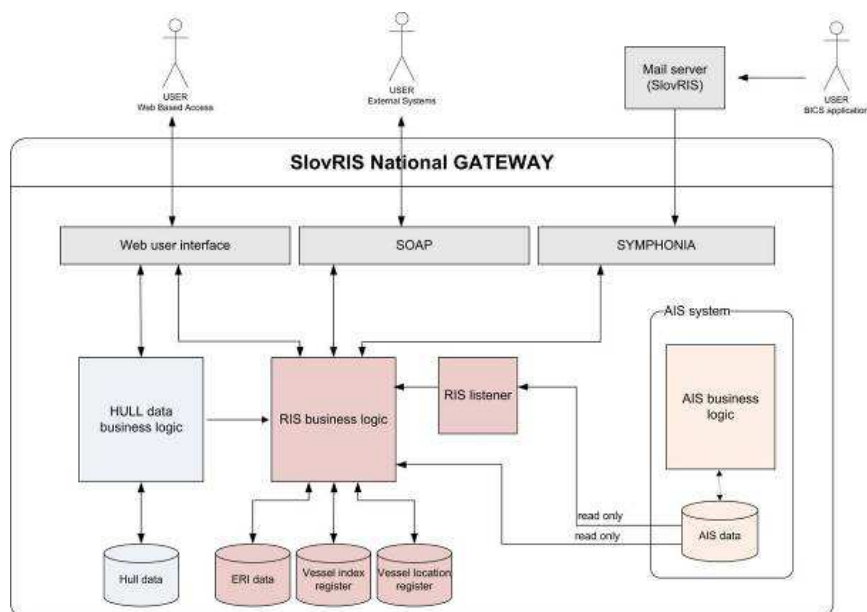 USER
Web Based Access
USER
External Systems
Mail server
(SlovRIS)
USER
BICS application
SlovRIS National GATEWAY
Web user interface
SOAP
SYMPHONIA
AIS system
HULL data
business logic
RIS business logic
RIS listener
AIS business
logic
read only
read only
AIS data
Hull data
ERI data
Vessel index
register
Vessel location
register